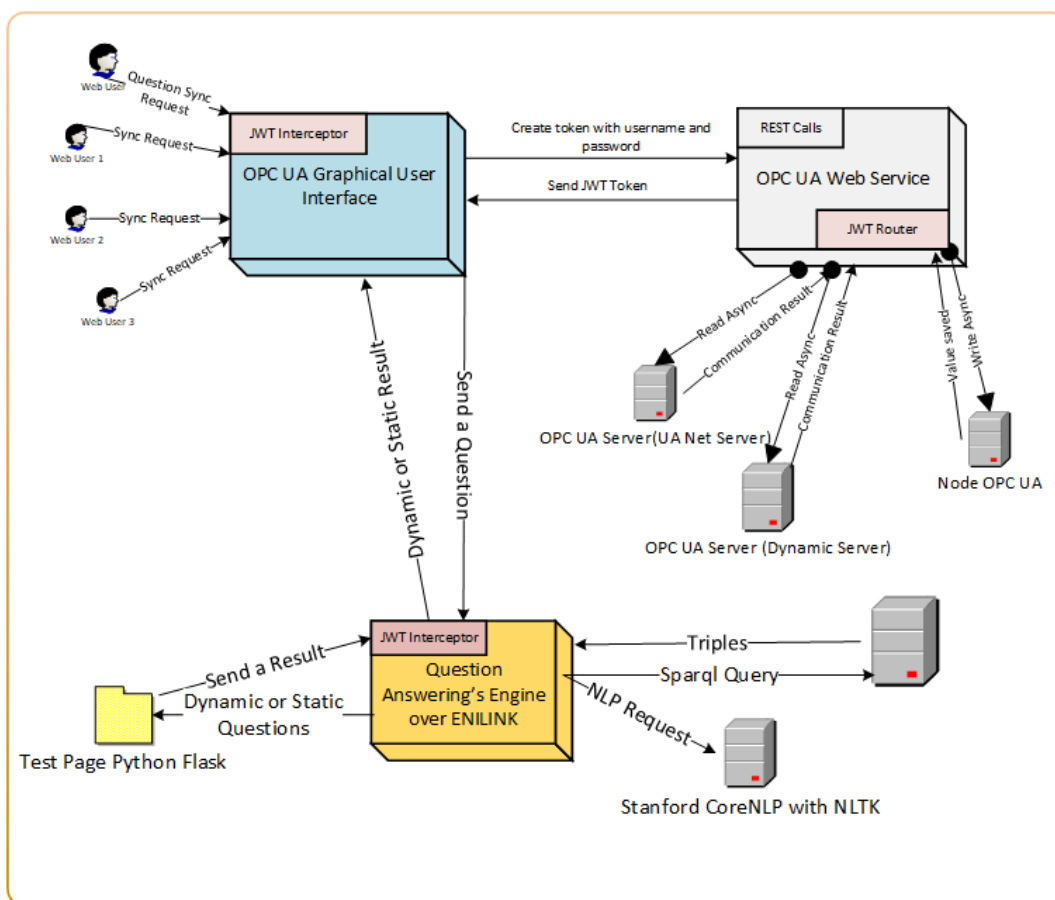 Web User
Question Sync
Request
Web User 1
Sync Request
Web User 2
Sync Request
Web User 3
Sync Request
JWT Interceptor
OPC UA Graphical User
Interface
Create token with username and
password
Send JWT Token
REST Calls
OPC UA Web Service
JWT Router
Read Async
Communication Result
Read Async
Communication Result
Value saved
Write Async
OPC UA Server(UA Net Server)
OPC UA Server (Dynamic Server)
Node OPC UA
Dynamic or Static Result
Send a Question
JWT Interceptor
Question
Answering's Engine
over ENILINK
Send a Result
Dynamic or Static
Questions
Test Page Python Flask
Triples
Sparql Query
NLP Request
Stanford CoreNLP with NLTK